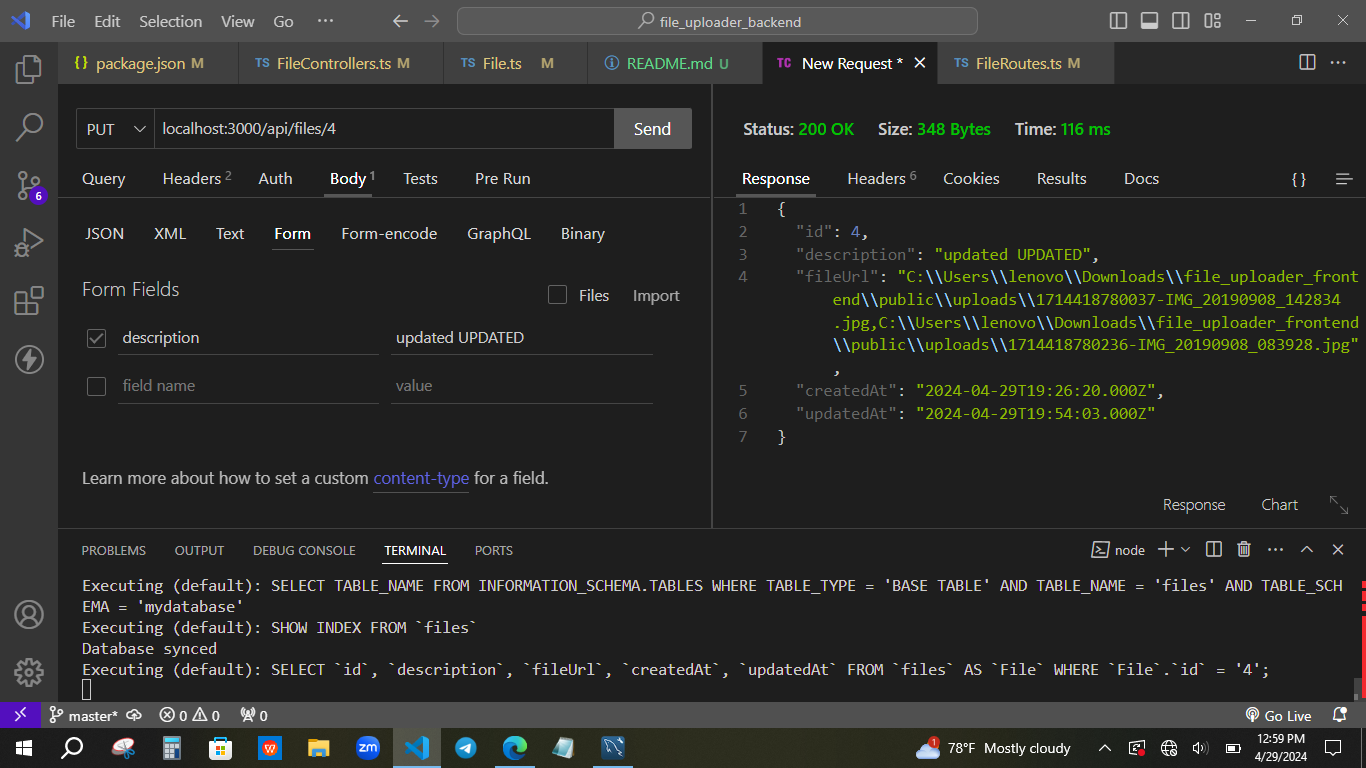 File Edit Selection View Go ··· file_uploader_backend
{} package.json M TS FileControllers.ts M TS File.ts M README.md U TC New Request * TS FileRoutes.ts M ···
PUT localhost:3000/api/files/4 Send
Status: 200 OK Size: 348 Bytes Time: 116 ms
Query Headers 2 Auth Body 1 Tests Pre Run
Response Headers 6 Cookies Results Docs { }
JSON XML Text Form Form-encode GraphQL Binary
Form Fields Files Import
description updated UPDATED
field name value
Learn more about how to set a custom content-type for a field.
1 {
2 "id": 4,
3 "description": "updated UPDATED",
4 "fileUrl": "C:\\Users\\lenovo\\Downloads\\file_uploader_front
end\\public\\uploads\\1714418780037-IMG_20190908_142834
.jpg,C:\\Users\\lenovo\\Downloads\\file_uploader_frontend
\\public\\uploads\\1714418780236-IMG_20190908_083928.jpg"
,
5 "createdAt": "2024-04-29T19:26:20.000Z",
6 "updatedAt": "2024-04-29T19:54:03.000Z"
7 }
Response Chart
PROBLEMS OUTPUT DEBUG CONSOLE TERMINAL PORTS node ···
Executing (default): SELECT TABLE_NAME FROM INFORMATION_SCHEMA.TABLES WHERE TABLE_TYPE = 'BASE TABLE' AND TABLE_NAME = 'files' AND TABLE_SCH
EMA = 'mydatabase'
Executing (default): SHOW INDEX FROM `files`
Database synced
Executing (default): SELECT `id`, `description`, `fileUrl`, `createdAt`, `updatedAt` FROM `files` AS `File` WHERE `File`.`id` = '4';
6
master* 0 0 0 Go Live
W zm 1 78°F Mostly cloudy
12:59 PM
4/29/2024